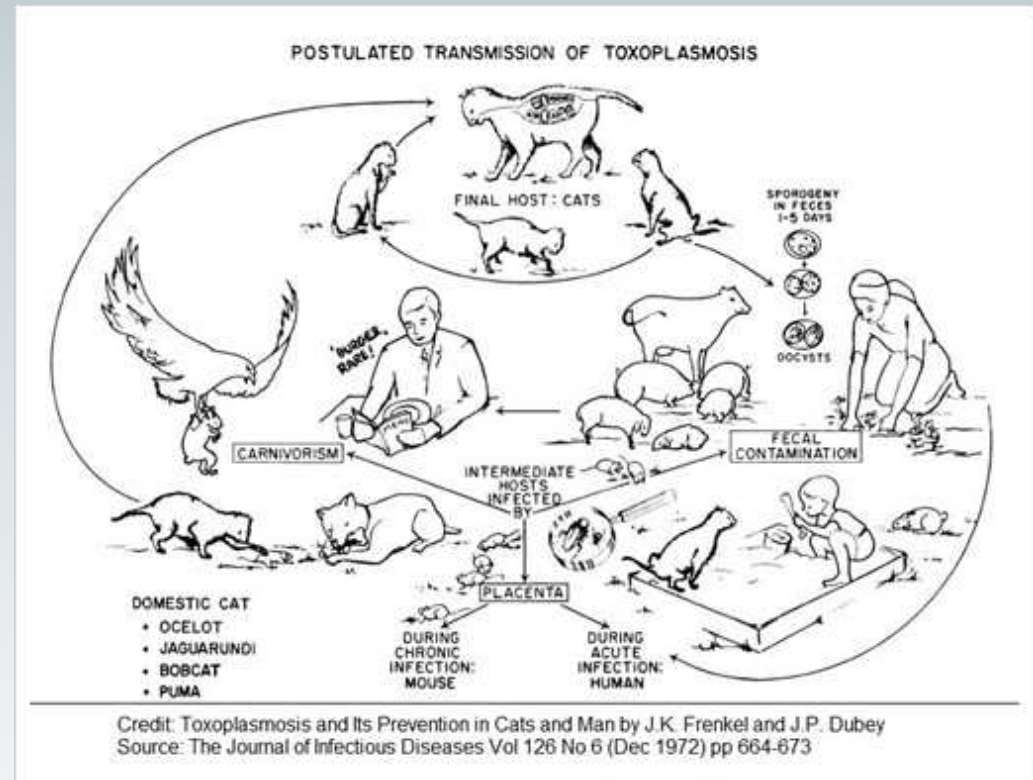 POSTULATED TRANSMISSION OF TOXOPLASMOSIS
FINAL HOST: CATS
SPOROGENY
IN FECES
1-5 DAYS
OOCYSTS
"BURGER,
RARE!"
MENU
CARNIVORISM
FECAL
CONTAMINATION
INTERMEDIATE
HOSTS
INFECTED
BY
PLACENTA
DURING
CHRONIC
INFECTION:
MOUSE
DURING
ACUTE
INFECTION:
HUMAN
DOMESTIC CAT
• OCELOT
• JAGUARUNDI
• BOBCAT
• PUMA
Credit: Toxoplasmosis and Its Prevention in Cats and Man by J.K. Frenkel and J.P. Dubey
Source: The Journal of Infectious Diseases Vol 126 No 6 (Dec 1972) pp 664-673